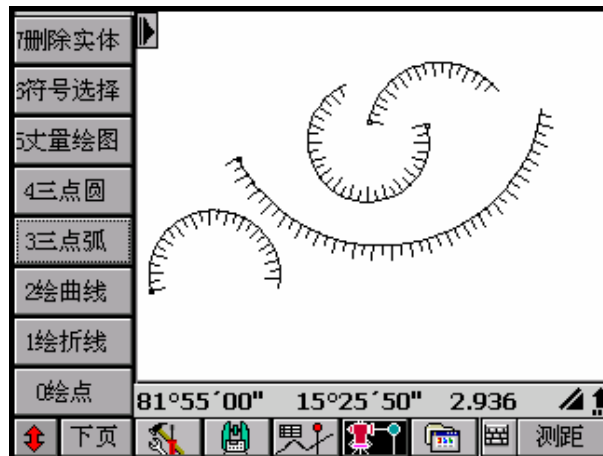 7删除实体
6符号选择
5丈量绘图
4三点圆
3三点弧
2绘曲线
1绘折线
0绘点
81°55′00" 15°25′50" 2.936
下页 测距